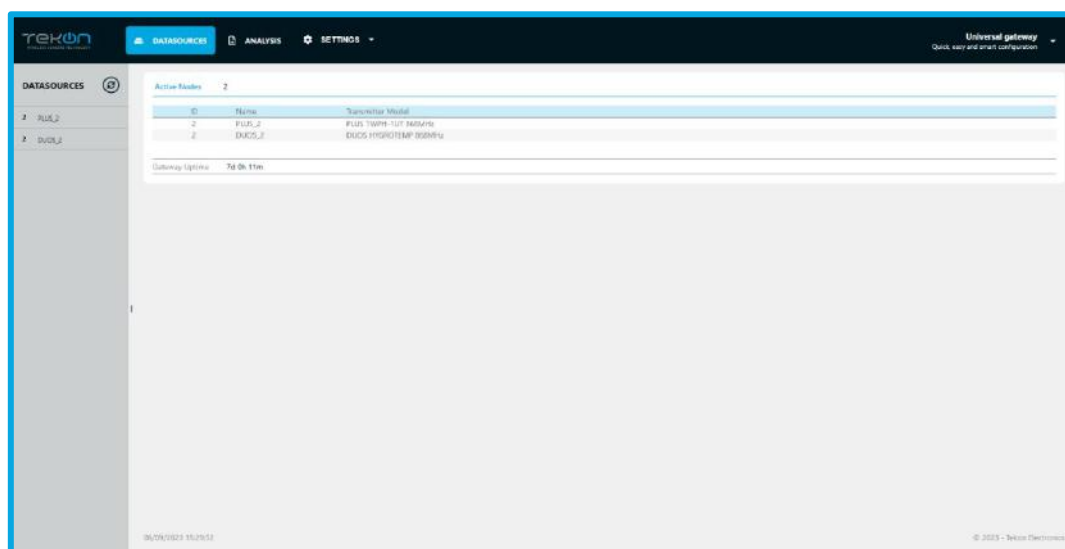 TEKON
DATASOURCES ANALYSIS SETTINGS
Universal gateway
Quick, easy and smart configuration
DATASOURCES
2 PLUS_2
2 DUOS_2
Active Nodes 2
ID Name Transmitter Model
2 PLUS_2 PLUS TWPH-1UT 868MHz
2 DUOS_2 DUOS HYGROTEMP 868MHz
Gateway Uptime 7d 0h 11m
© 2023 - Tekon Electronics